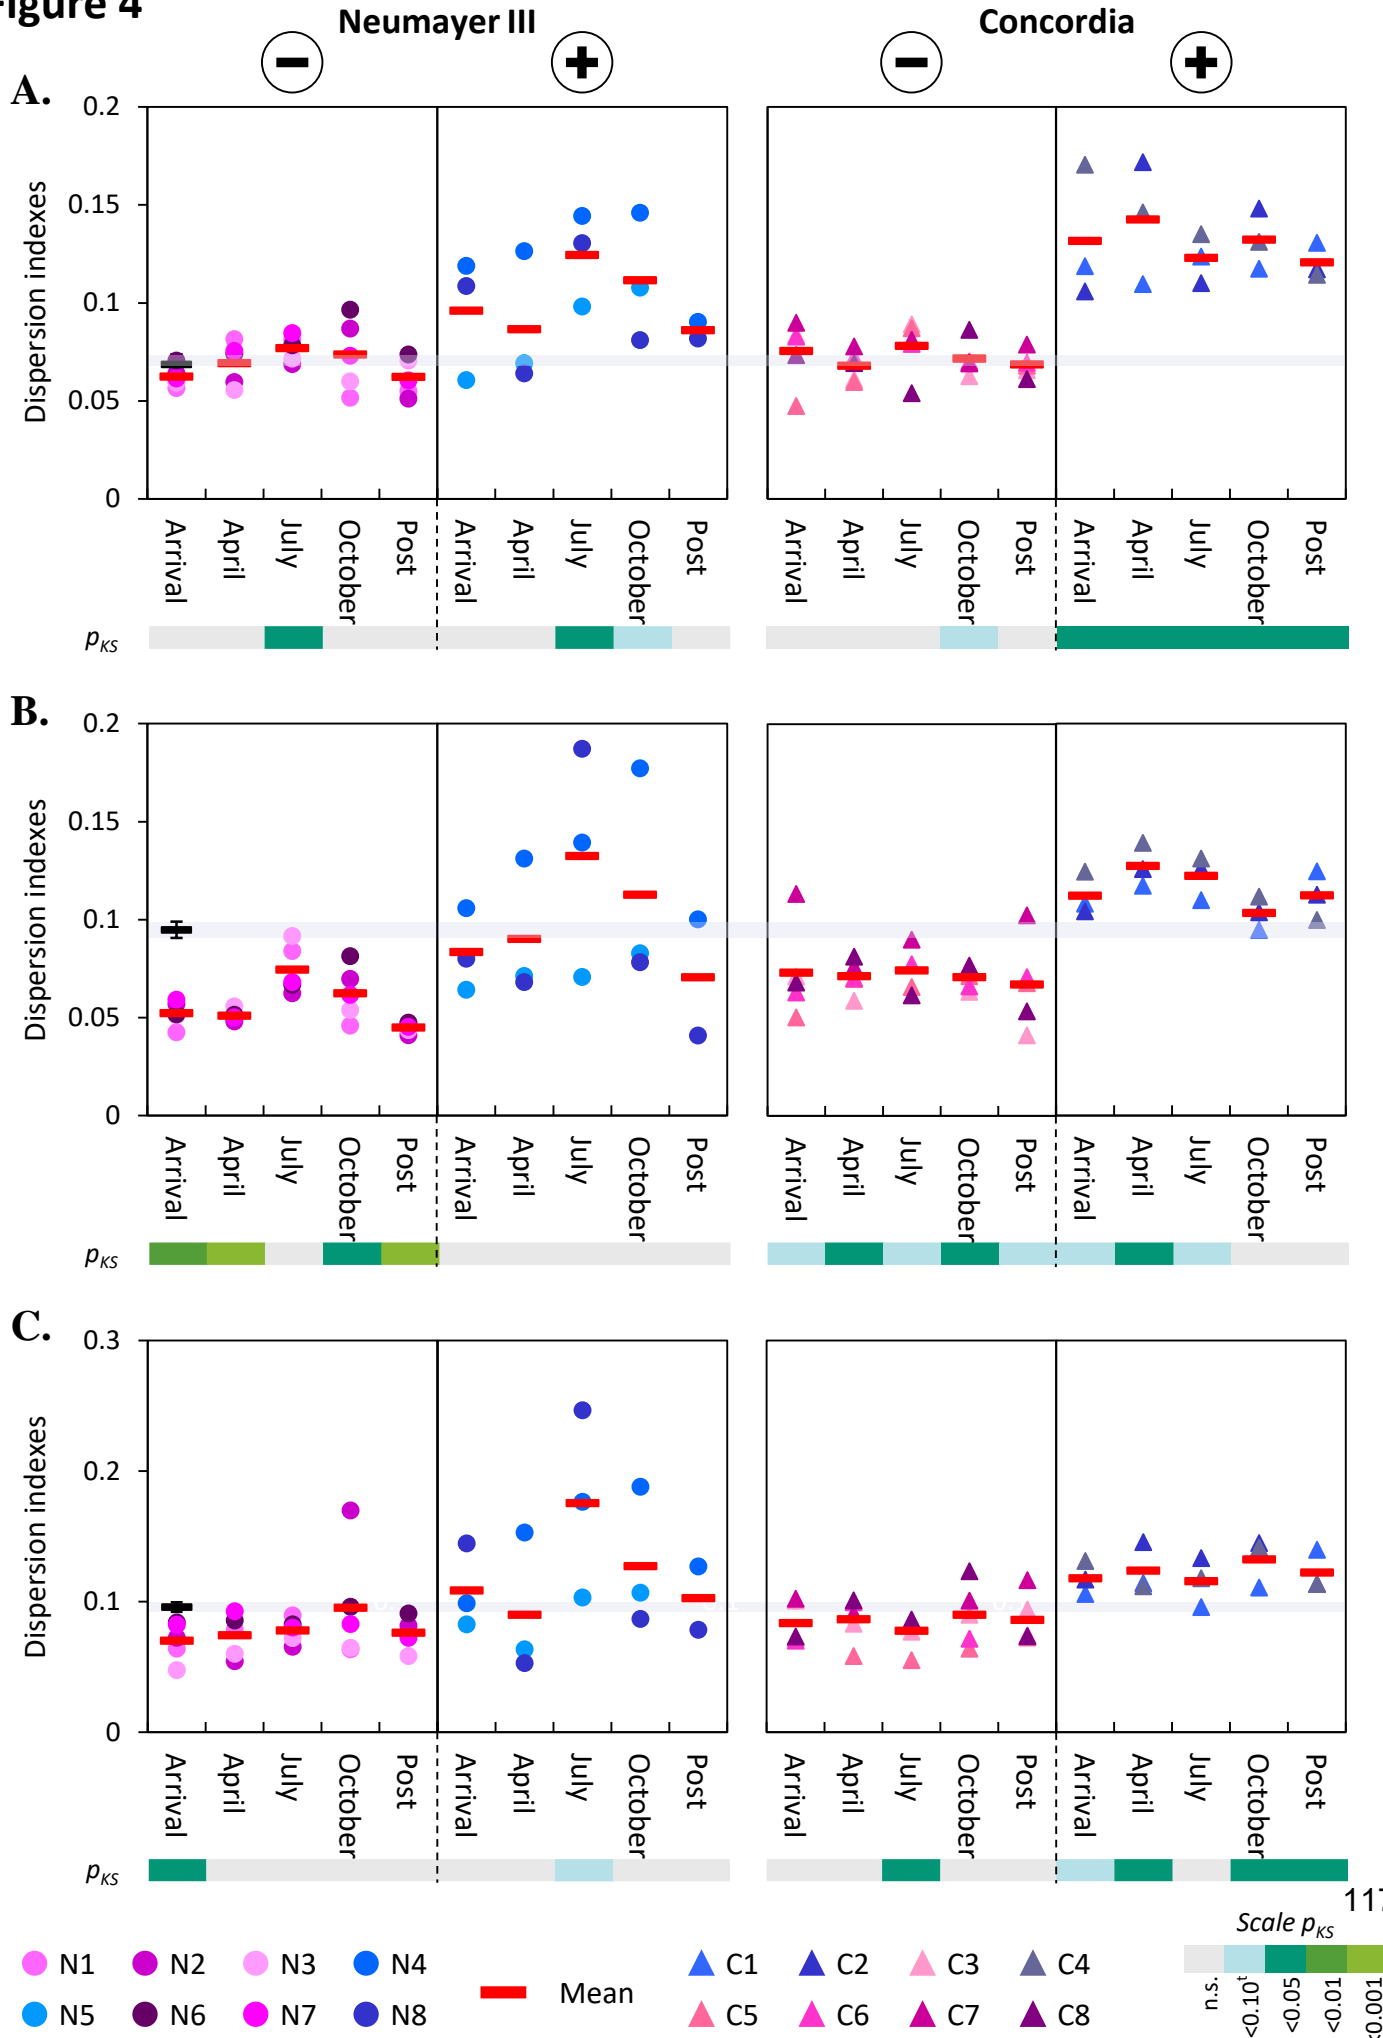 Figure 4
Neumayer III
Concordia
A.
Dispersion indexes
0.2
0.15
0.1
0.05
0
Arrival April July October Post Arrival April July October Post
Arrival April July October Post Arrival April July October Post
pKS
B.
Dispersion indexes
0.2
0.15
0.1
0.05
0
Arrival April July October Post Arrival April July October Post
Arrival April July October Post Arrival April July October Post
pKS
C.
Dispersion indexes
0.3
0.2
0.1
0
Arrival April July October Post Arrival April July October Post
Arrival April July October Post Arrival April July October Post
pKS
117
Scale pKS
n.s. <0.10t <0.05 <0.01 <0.001
N1 N2 N3 N4
N5 N6 N7 N8
Mean
C1 C2 C3 C4
C5 C6 C7 C8